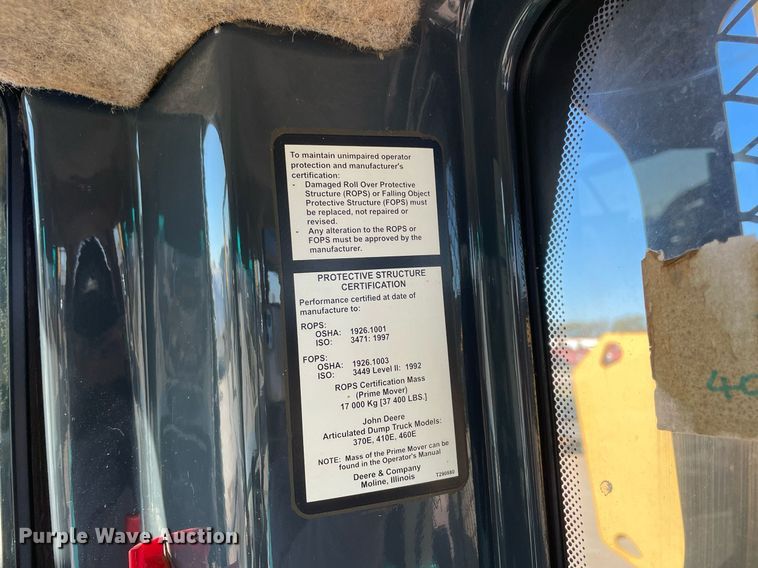 To maintain unimpaired operator
protection and manufacturer's
certification:
- Damaged Roll Over Protective
Structure (ROPS) or Falling Object
Protective Structure (FOPS) must
be replaced, not repaired or
revised.
- Any alteration to the ROPS or
FOPS must be approved by the
manufacturer.
PROTECTIVE STRUCTURE
CERTIFICATION
Performance certified at date of
manufacture to:
ROPS:
OSHA: 1926.1001
ISO: 3471: 1997
FOPS:
OSHA: 1926.1003
ISO: 3449 Level II: 1992
ROPS Certification Mass
(Prime Mover)
17 000 Kg [37 400 LBS.]
John Deere
Articulated Dump Truck Models:
370E, 410E, 460E
NOTE: Mass of the Prime Mover can be
found in the Operator's Manual
Deere & Company
Moline, Illinois
Purple Wave Auction